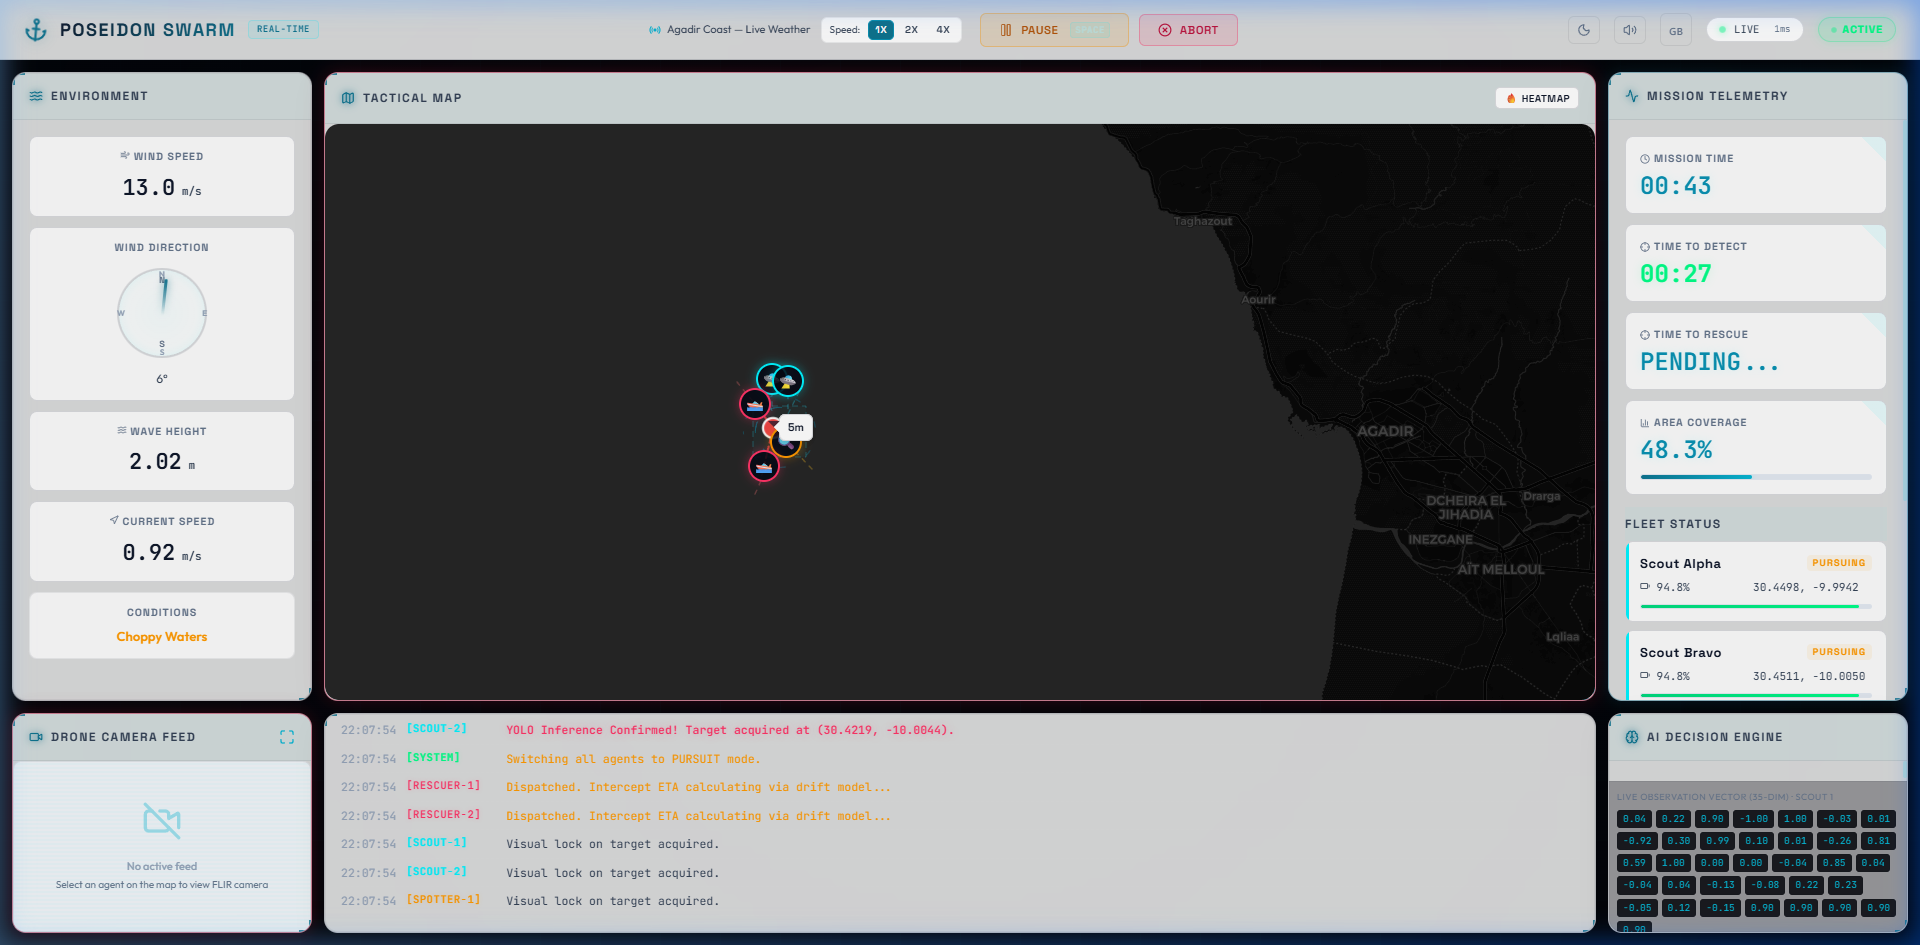 POSEIDON SWARM
REAL-TIME
Agadir Coast — Live Weather
Speed: 1X 2X 4X
PAUSE SPACE
ABORT
GB
LIVE 1ms
ACTIVE
ENVIRONMENT
WIND SPEED
13.0 m/s
WIND DIRECTION
N
N
W
E
S
S
6°
WAVE HEIGHT
2.02 m
CURRENT SPEED
0.92 m/s
CONDITIONS
Choppy Waters
TACTICAL MAP
HEATMAP
Taghazout
Aourir
5m
AGADIR
DCHEIRA EL
JIHADIA
Drarga
INEZGANE
AÏT MELLOUL
Lqliaa
MISSION TELEMETRY
MISSION TIME
00:43
TIME TO DETECT
00:27
TIME TO RESCUE
PENDING...
AREA COVERAGE
48.3%
FLEET STATUS
Scout Alpha PURSUING
94.8% 30.4498, -9.9942
Scout Bravo PURSUING
94.8% 30.4511, -10.0050
DRONE CAMERA FEED
No active feed
Select an agent on the map to view FLIR camera
22:07:54 [SCOUT-2] YOLO Inference Confirmed! Target acquired at (30.4219, -10.0044).
22:07:54 [SYSTEM] Switching all agents to PURSUIT mode.
22:07:54 [RESCUER-1] Dispatched. Intercept ETA calculating via drift model...
22:07:54 [RESCUER-2] Dispatched. Intercept ETA calculating via drift model...
22:07:54 [SCOUT-1] Visual lock on target acquired.
22:07:54 [SCOUT-2] Visual lock on target acquired.
22:07:54 [SPOTTER-1] Visual lock on target acquired.
AI DECISION ENGINE
LIVE OBSERVATION VECTOR (35-DIM) · SCOUT 1
0.04 0.22 0.90 -1.00 1.00 -0.03 0.01
-0.92 0.30 0.99 0.10 0.01 -0.26 0.81
0.59 1.00 0.00 0.00 -0.04 0.85 0.04
-0.04 0.04 -0.13 -0.08 0.22 0.23
-0.05 0.12 -0.15 0.90 0.90 0.90 0.90
0.90